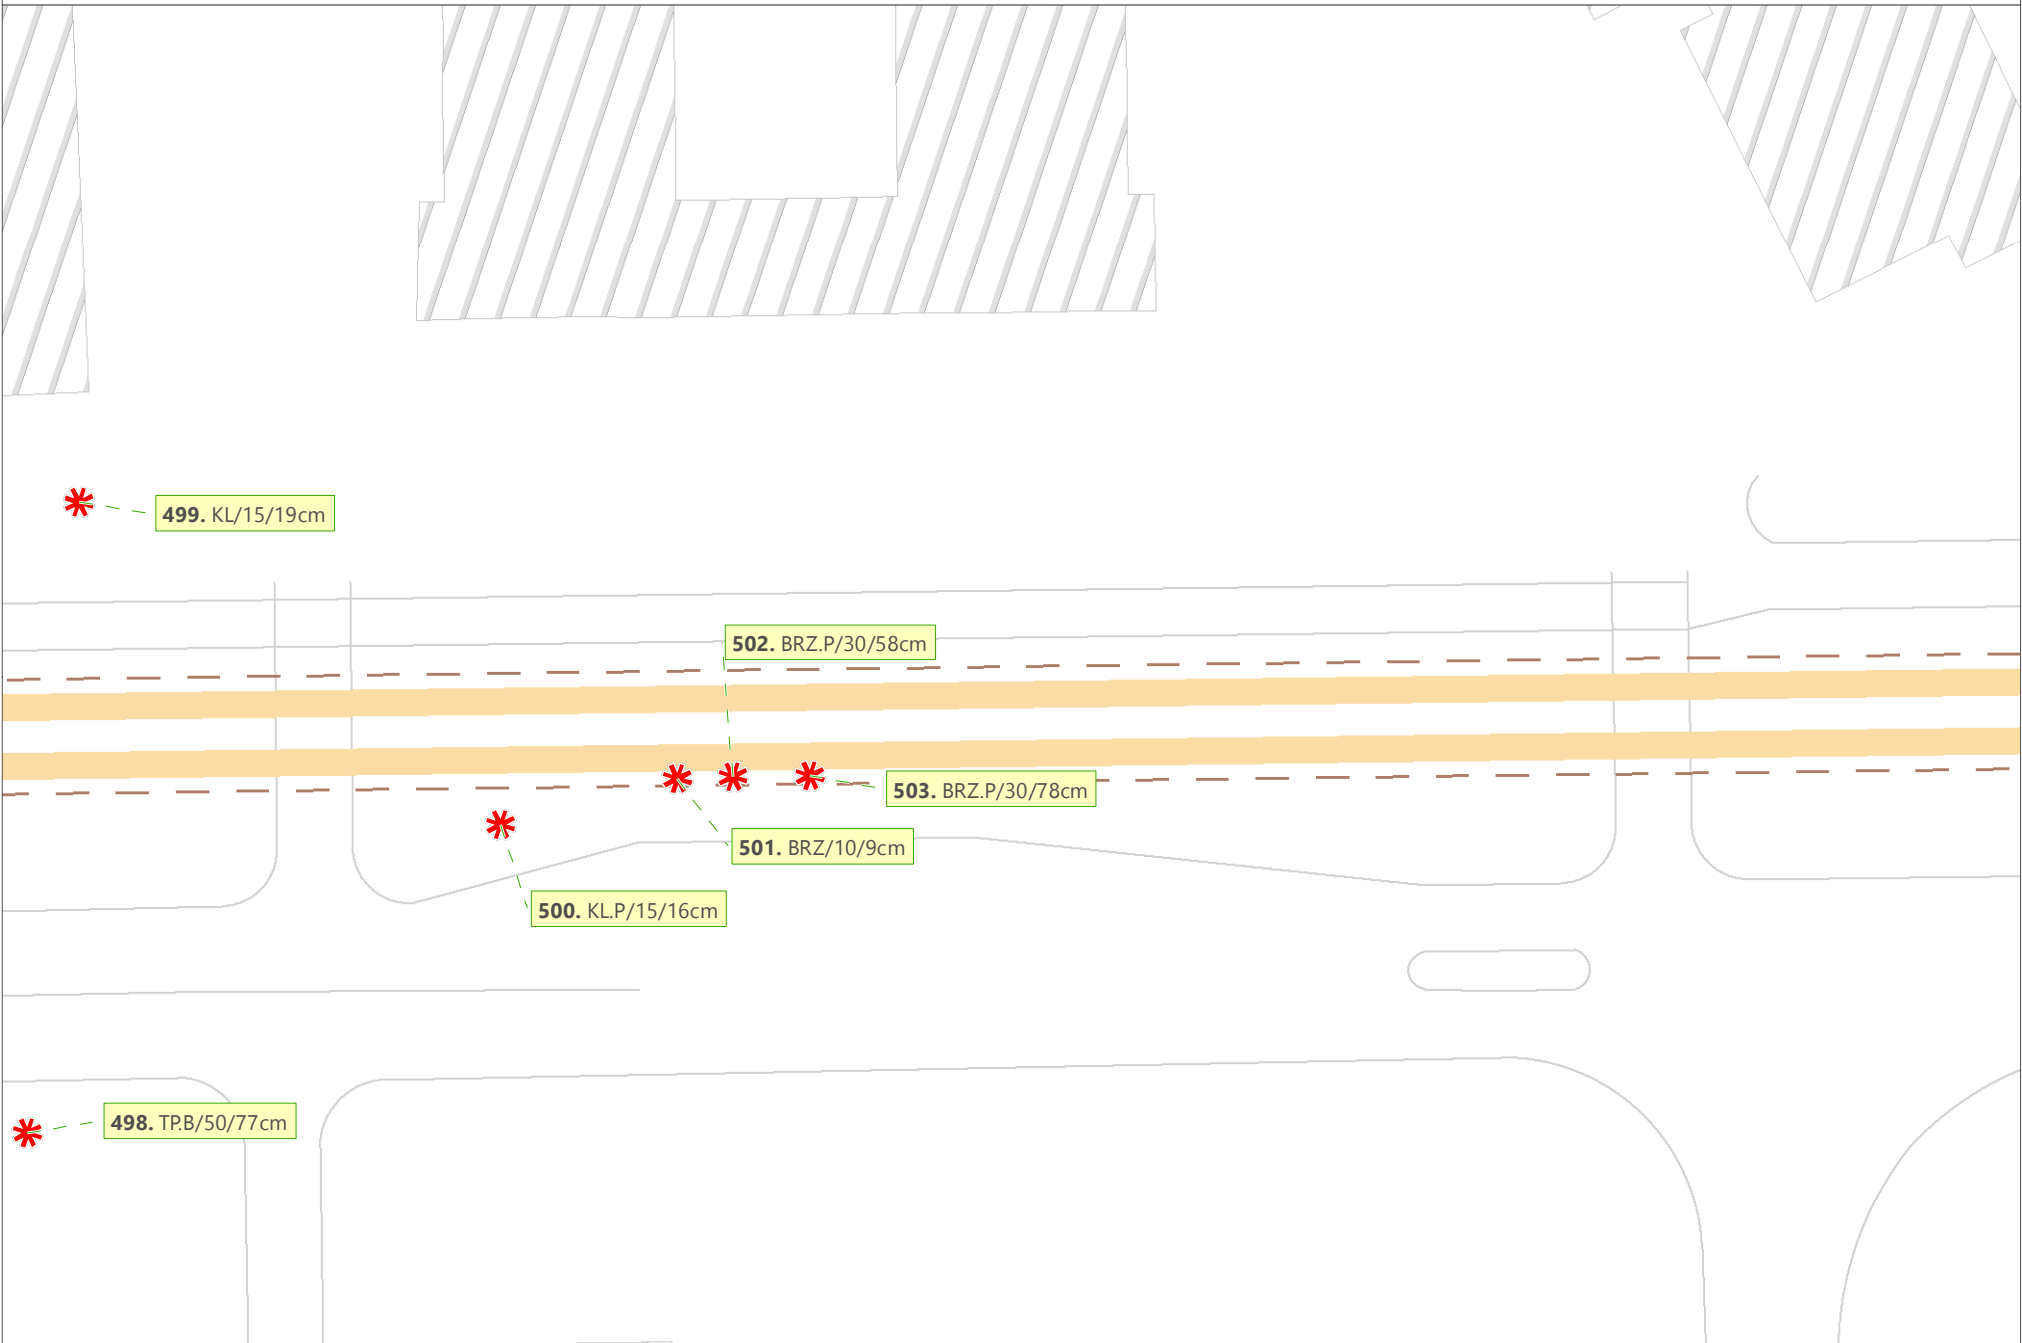 499. KL/15/19cm
502. BRZ.P/30/58cm
503. BRZ.P/30/78cm
501. BRZ/10/9cm
500. KL.P/15/16cm
498. TP.B/50/77cm